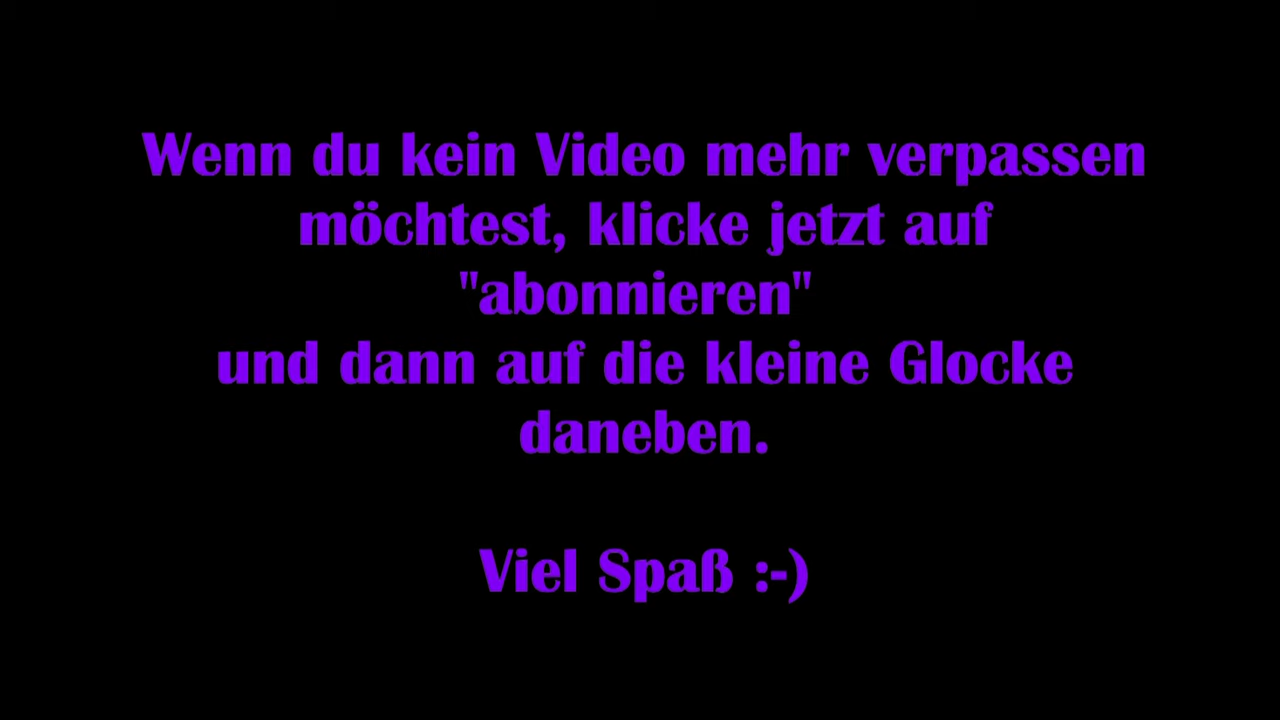 Wenn du kein Video mehr verpassen
möchtest, klicke jetzt auf
"abonnieren"
und dann auf die kleine Glocke
daneben.
Viel Spaß :-)